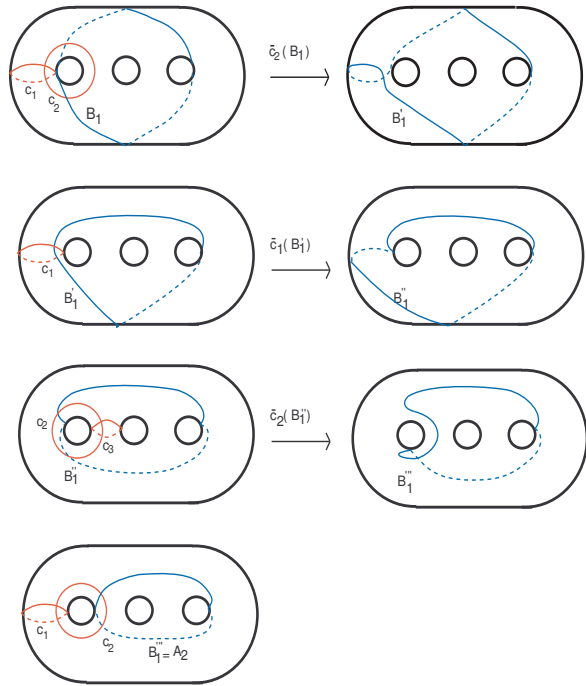 c̄₂(B₁)
c₁ c₂ B₁ B₁'
c̄₁(B₁')
c₁ B₁' B₁''
c̄₂(B₁'')
c₂ c₃ B₁'' B₁'''
c₁ c₂ B₁''' = A₂